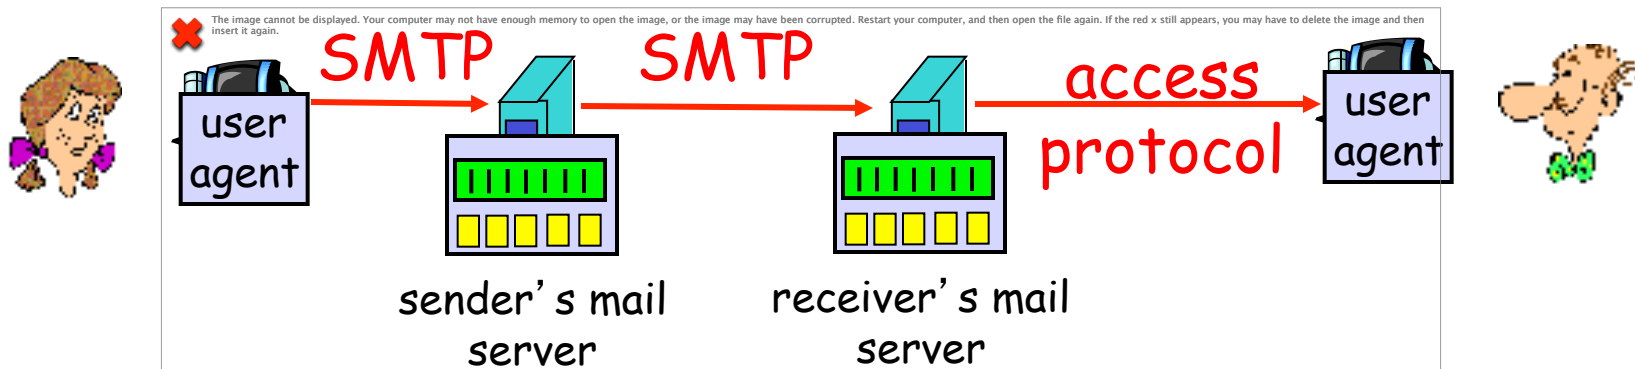 The image cannot be displayed. Your computer may not have enough memory to open the image, or the image may have been corrupted. Restart your computer, and then open the file again. If the red x still appears, you may have to delete the image and then
insert it again.
SMTP
SMTP
access
protocol
user
agent
user
agent
sender's mail
server
receiver's mail
server